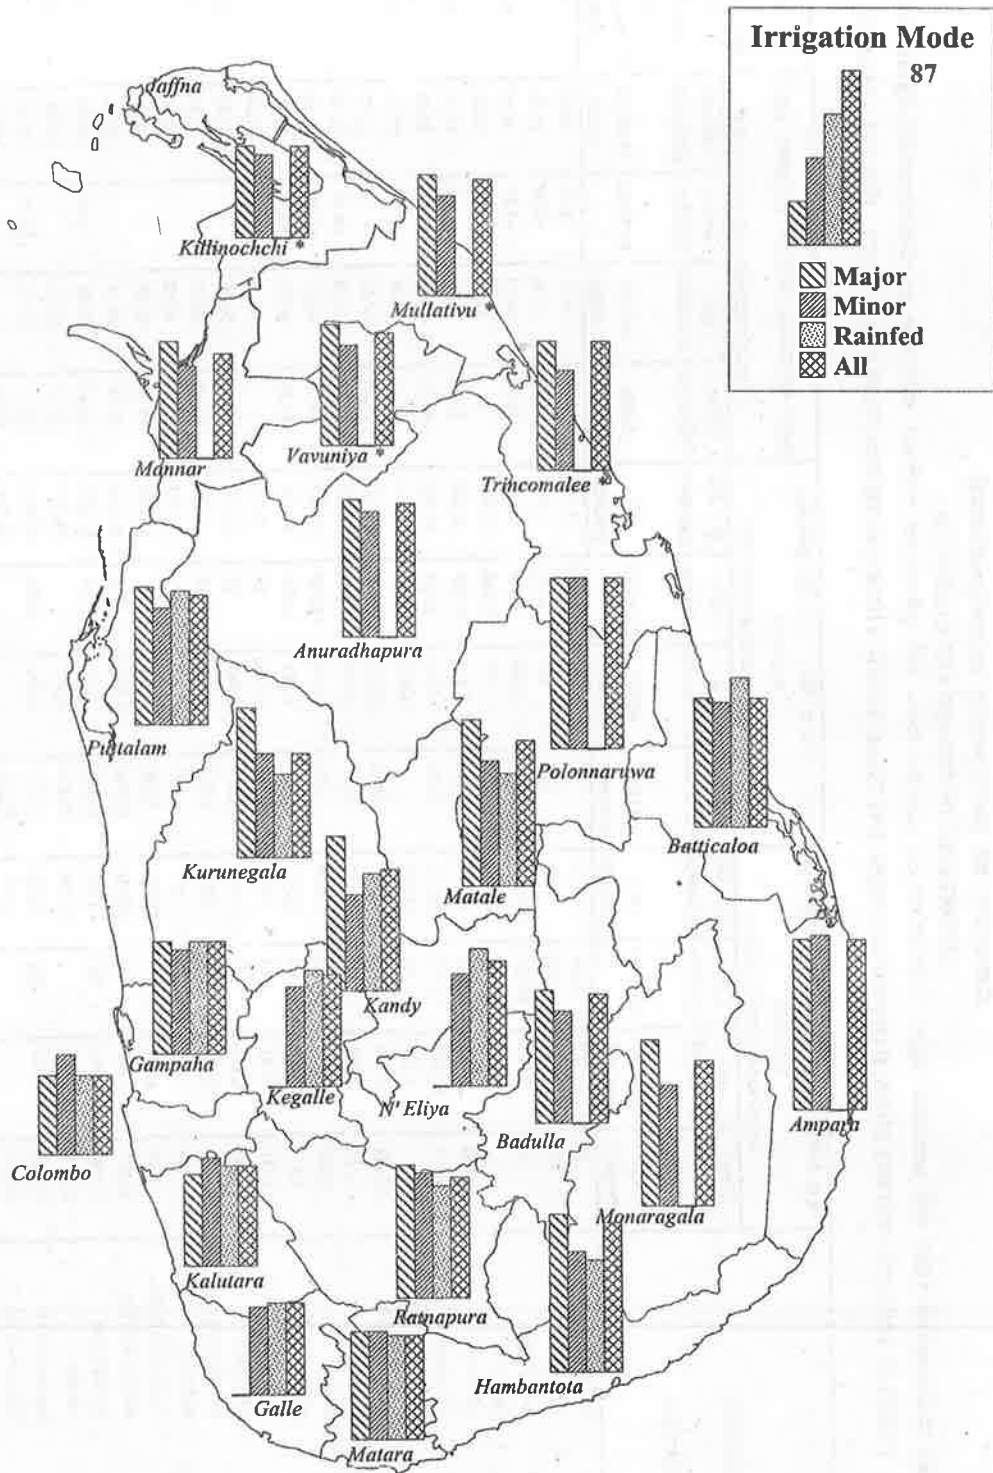 Irrigation Mode
87
Major
Minor
Rainfed
All
Jaffna
Killinochchi *
Mullativu *
Mannar
Vavuniya *
Trincomalee *
Anuradhapura
Puttalam
Polonnaruwa
Kurunegala
Matale
Batticaloa
Kandy
Gampaha
Kegalle
N' Eliya
Badulla
Ampara
Colombo
Monaragala
Kalutara
Ratnapura
Hambantota
Galle
Matara